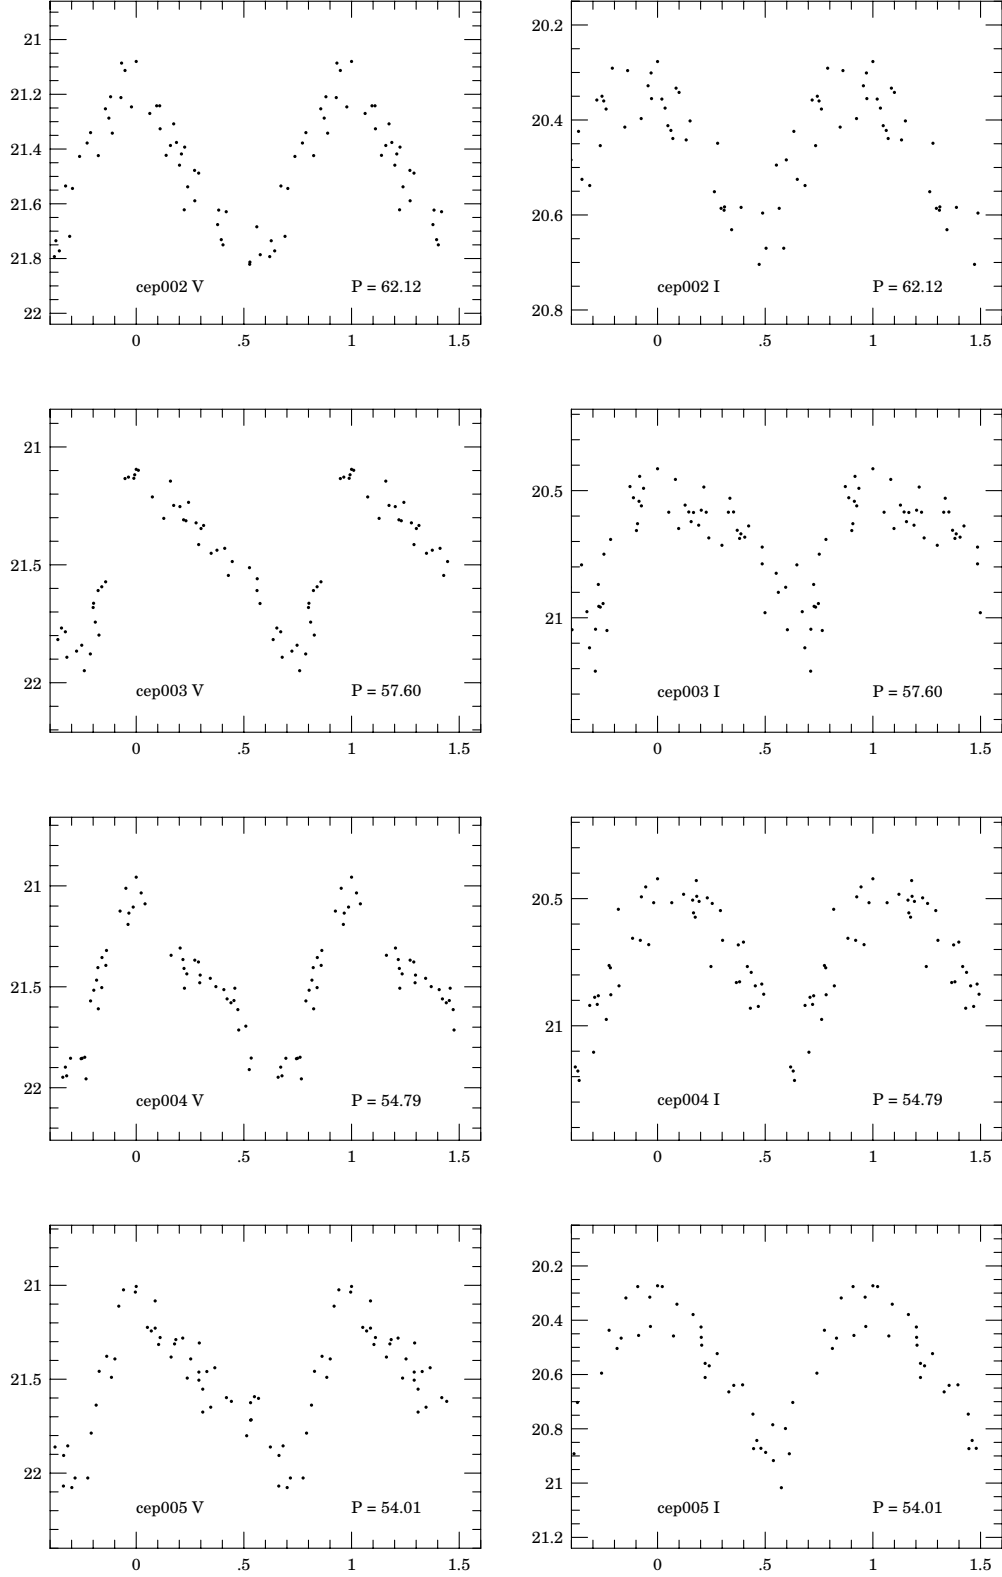 21
21.2
21.4
21.6
21.8
22
cep002 V P = 62.12
0 .5 1 1.5
20.2
20.4
20.6
20.8
cep002 I P = 62.12
0 .5 1 1.5
21
21.5
22
cep003 V P = 57.60
0 .5 1 1.5
20.5
21
cep003 I P = 57.60
0 .5 1 1.5
21
21.5
22
cep004 V P = 54.79
0 .5 1 1.5
20.5
21
cep004 I P = 54.79
0 .5 1 1.5
21
21.5
22
cep005 V P = 54.01
0 .5 1 1.5
20.2
20.4
20.6
20.8
21
21.2
cep005 I P = 54.01
0 .5 1 1.5